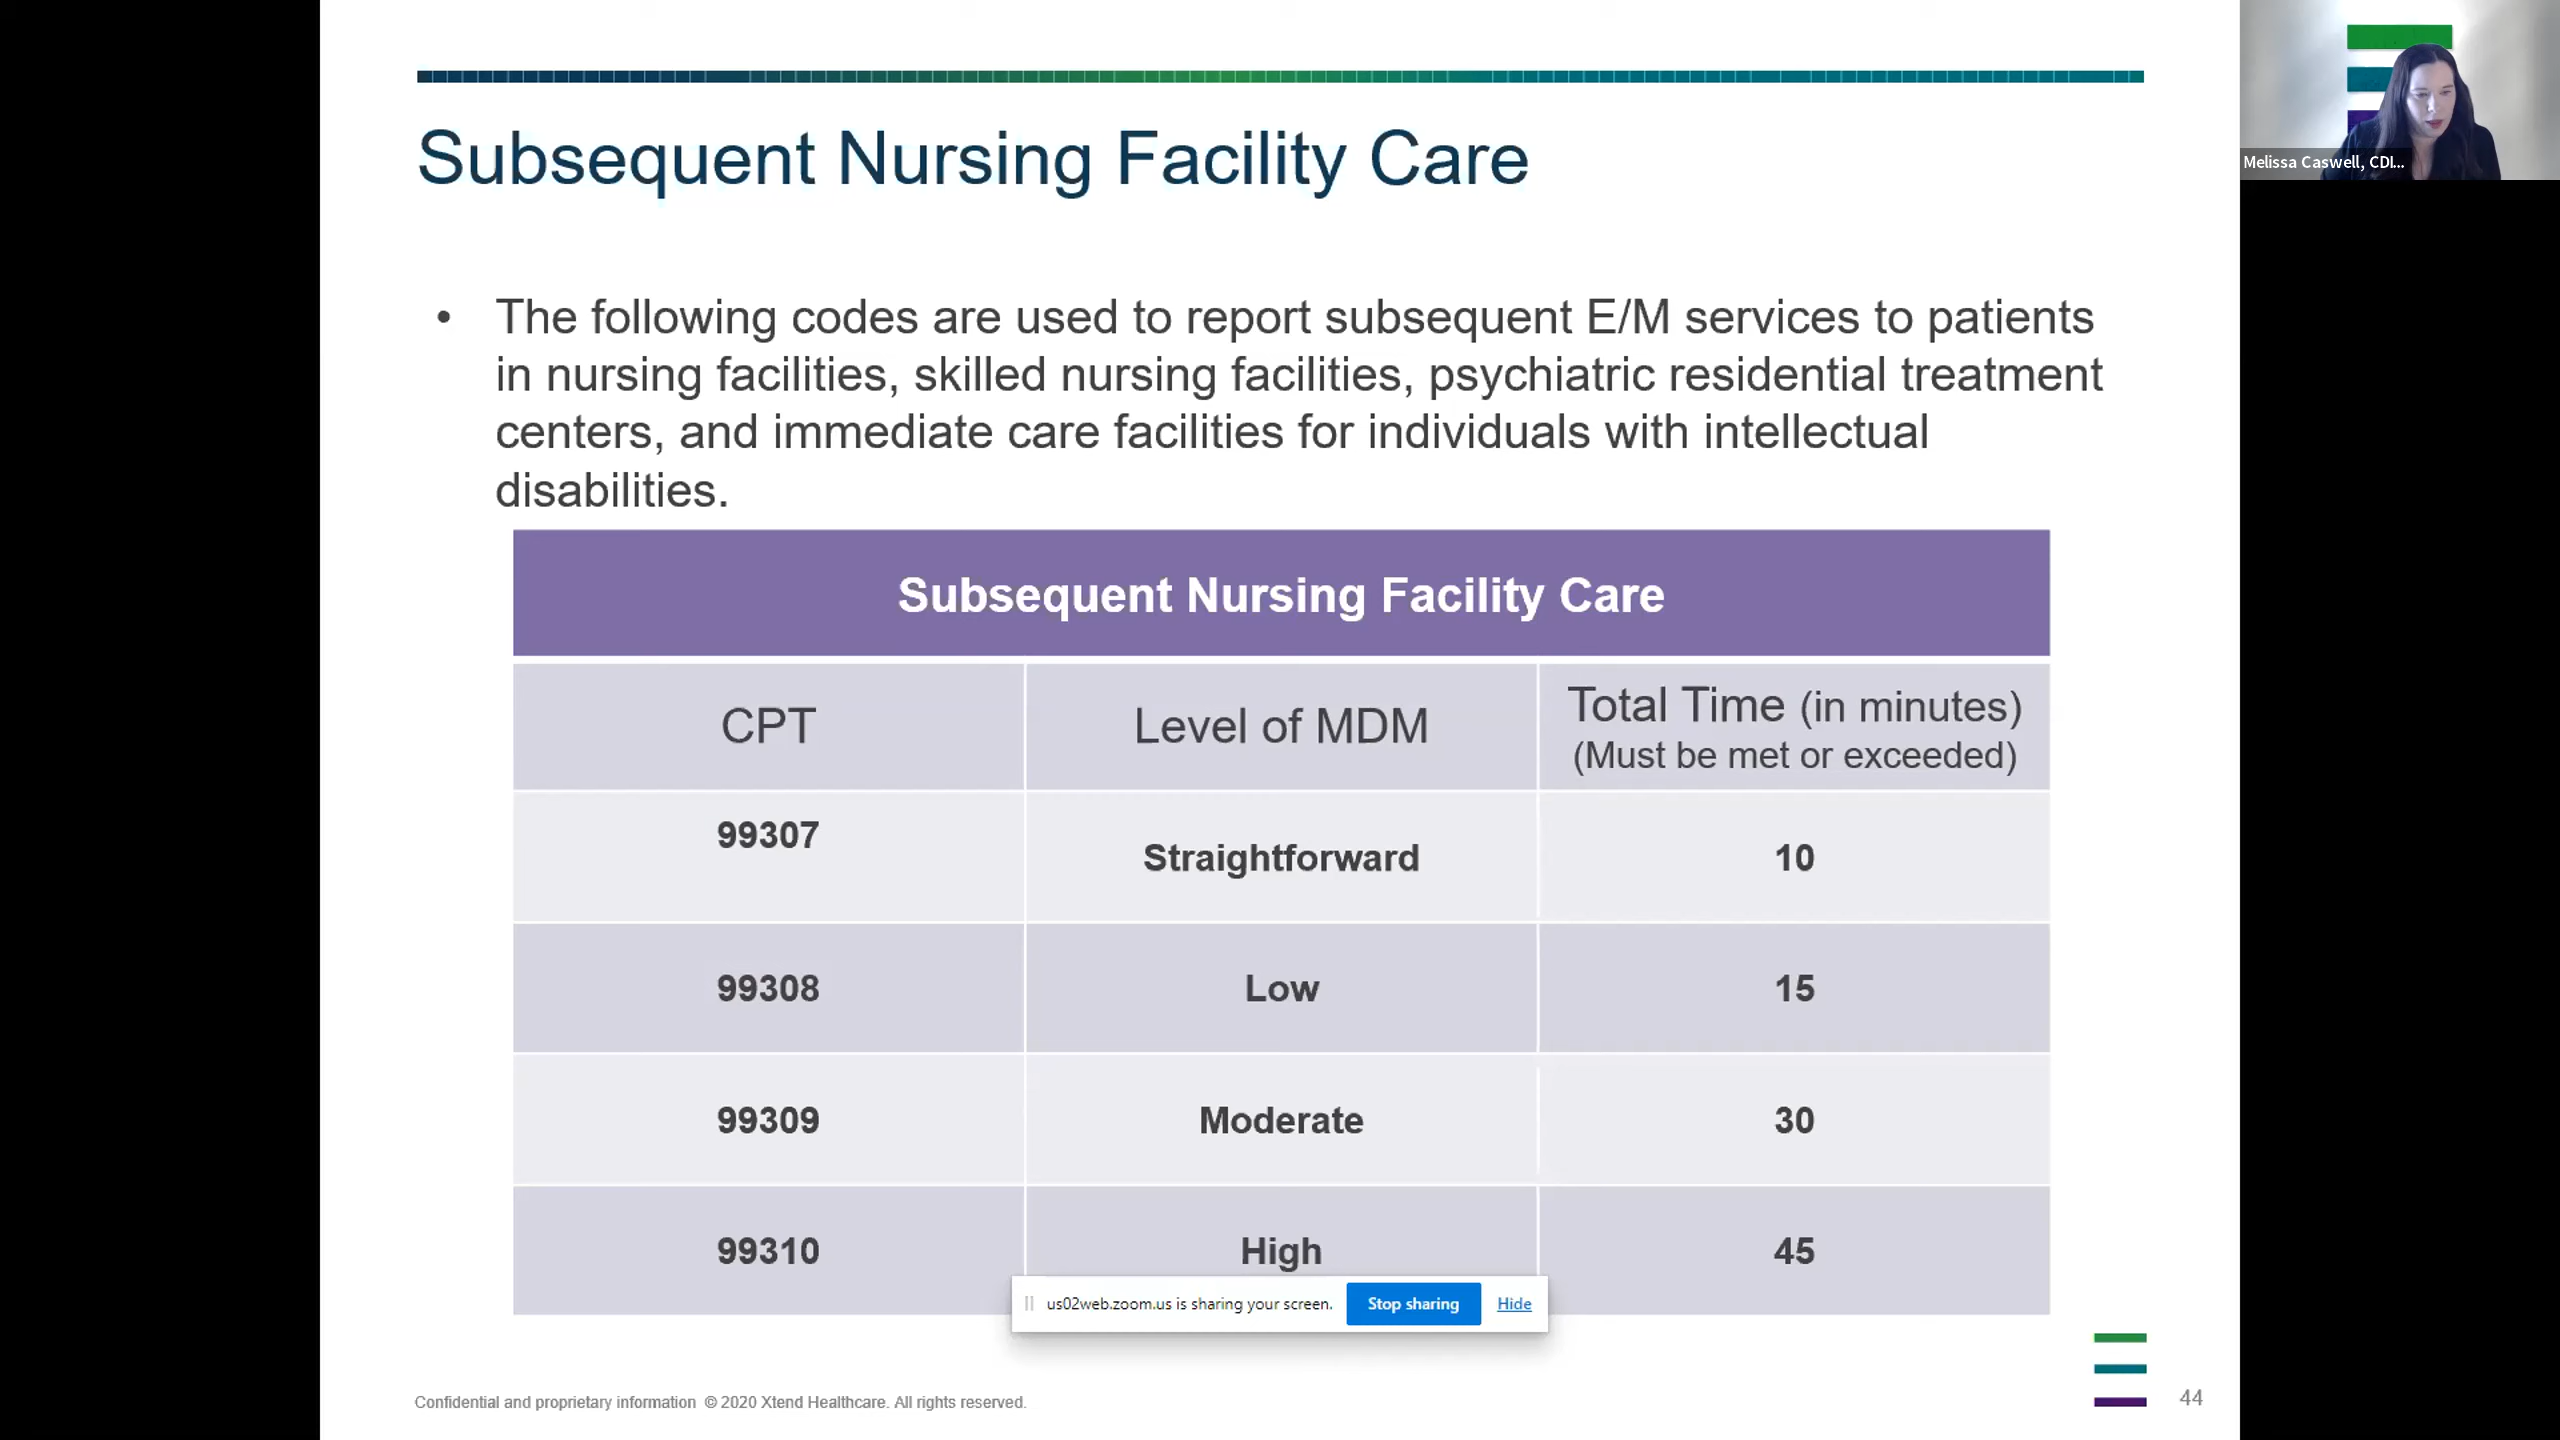 Subsequent Nursing Facility Care
Melissa Caswell, CDI...
• The following codes are used to report subsequent E/M services to patients
in nursing facilities, skilled nursing facilities, psychiatric residential treatment
centers, and immediate care facilities for individuals with intellectual
disabilities.
Subsequent Nursing Facility Care
CPT Level of MDM Total Time (in minutes)
(Must be met or exceeded)
99307 Straightforward 10
99308 Low 15
99309 Moderate 30
99310 High 45
us02web.zoom.us is sharing your screen. Stop sharing Hide
Confidential and proprietary information © 2020 Xtend Healthcare. All rights reserved.
44